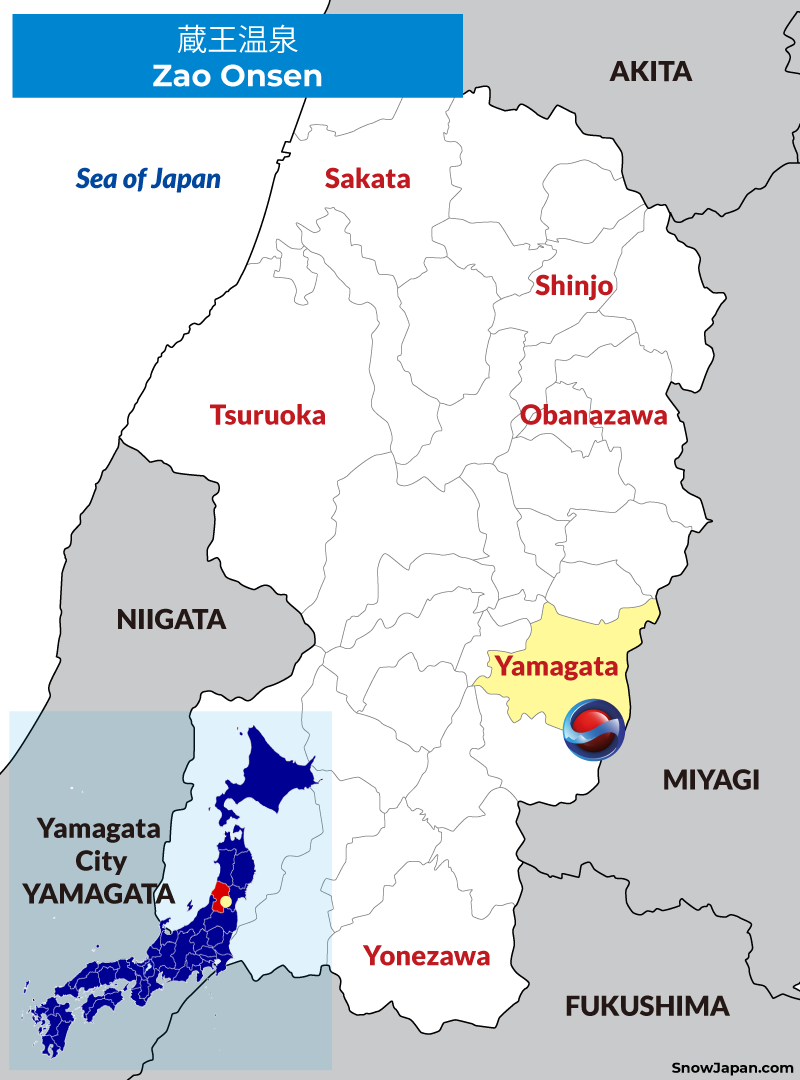 蔵王温泉
Zao Onsen
AKITA
Sea of Japan
Sakata
Shinjo
Tsuruoka
Obanazawa
NIIGATA
Yamagata
MIYAGI
Yamagata
City
YAMAGATA
Yonezawa
FUKUSHIMA
SnowJapan.com